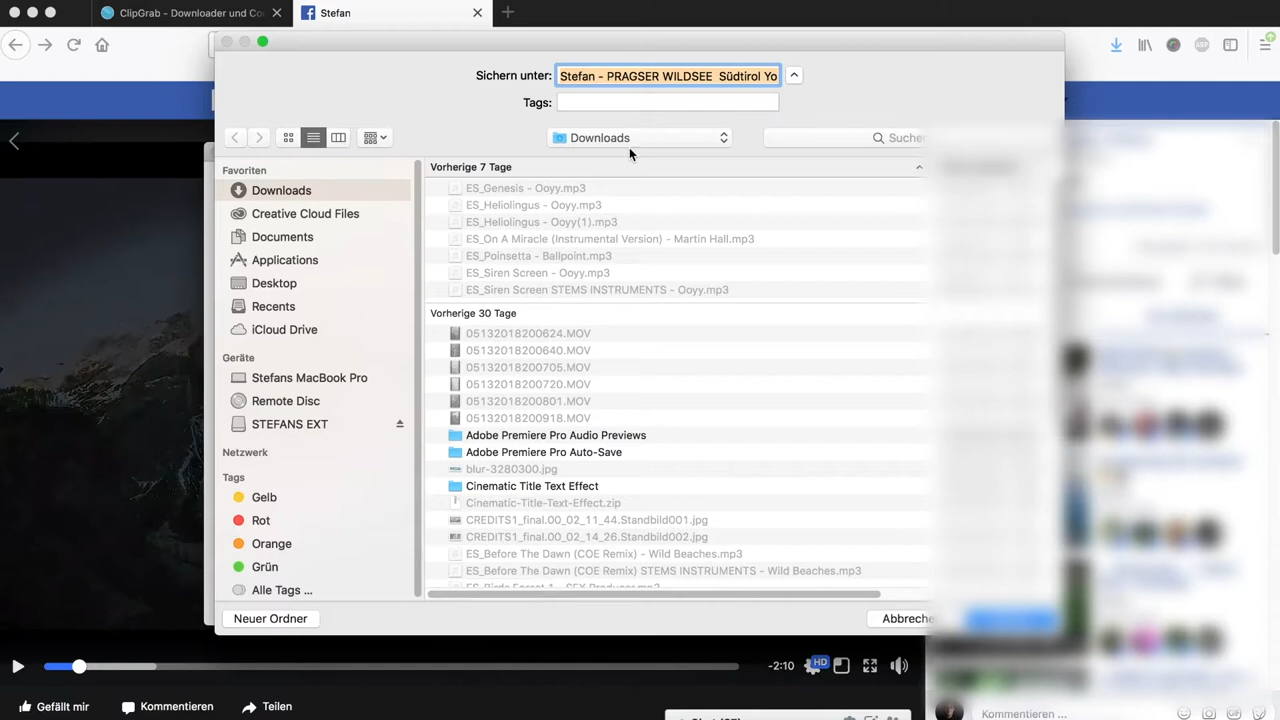 ClipGrab - Downloader und Co
Stefan
Sichern unter: Stefan - PRAGSER WILDSEE Südtirol Yo
Tags:
Downloads
Suchen
Favoriten
Downloads
Creative Cloud Files
Documents
Applications
Desktop
Recents
iCloud Drive
Geräte
Stefans MacBook Pro
Remote Disc
STEFANS EXT
Netzwerk
Tags
Gelb
Rot
Orange
Grün
Alle Tags ...
Vorherige 7 Tage
ES_Genesis - Ooyy.mp3
ES_Heliolingus - Ooyy.mp3
ES_Heliolingus - Ooyy(1).mp3
ES_On A Miracle (Instrumental Version) - Martin Hall.mp3
ES_Poinsetta - Ballpoint.mp3
ES_Siren Screen - Ooyy.mp3
ES_Siren Screen STEMS INSTRUMENTS - Ooyy.mp3
Vorherige 30 Tage
05132018200624.MOV
05132018200640.MOV
05132018200705.MOV
05132018200720.MOV
05132018200801.MOV
05132018200918.MOV
Adobe Premiere Pro Audio Previews
Adobe Premiere Pro Auto-Save
blur-3280300.jpg
Cinematic Title Text Effect
Cinematic-Title-Text-Effect.zip
CREDITS1_final.00_02_11_44.Standbild001.jpg
CREDITS1_final.00_02_14_26.Standbild002.jpg
ES_Before The Dawn (COE Remix) - Wild Beaches.mp3
ES_Before The Dawn (COE Remix) STEMS INSTRUMENTS - Wild Beaches.mp3
ES_Birds Forest 1 - SFX Producer.mp3
Neuer Ordner
Abbreche
-2:10
HD
Gefällt mir
Kommentieren
Teilen
Kommentieren ...